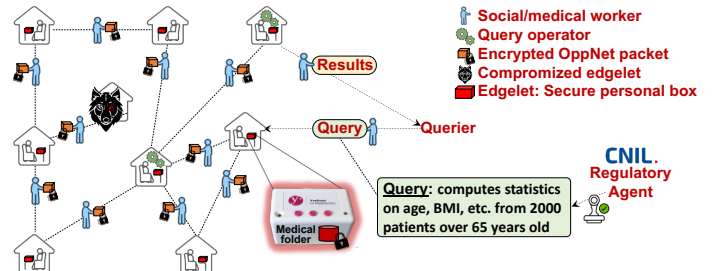 Social/medical worker
Query operator
Encrypted OppNet packet
Compromized edgelet
Edgelet: Secure personal box
Results
Query
Querier
CNIL.
Regulatory
Agent
Query: computes statistics
on age, BMI, etc. from 2000
patients over 65 years old
Medical
folder